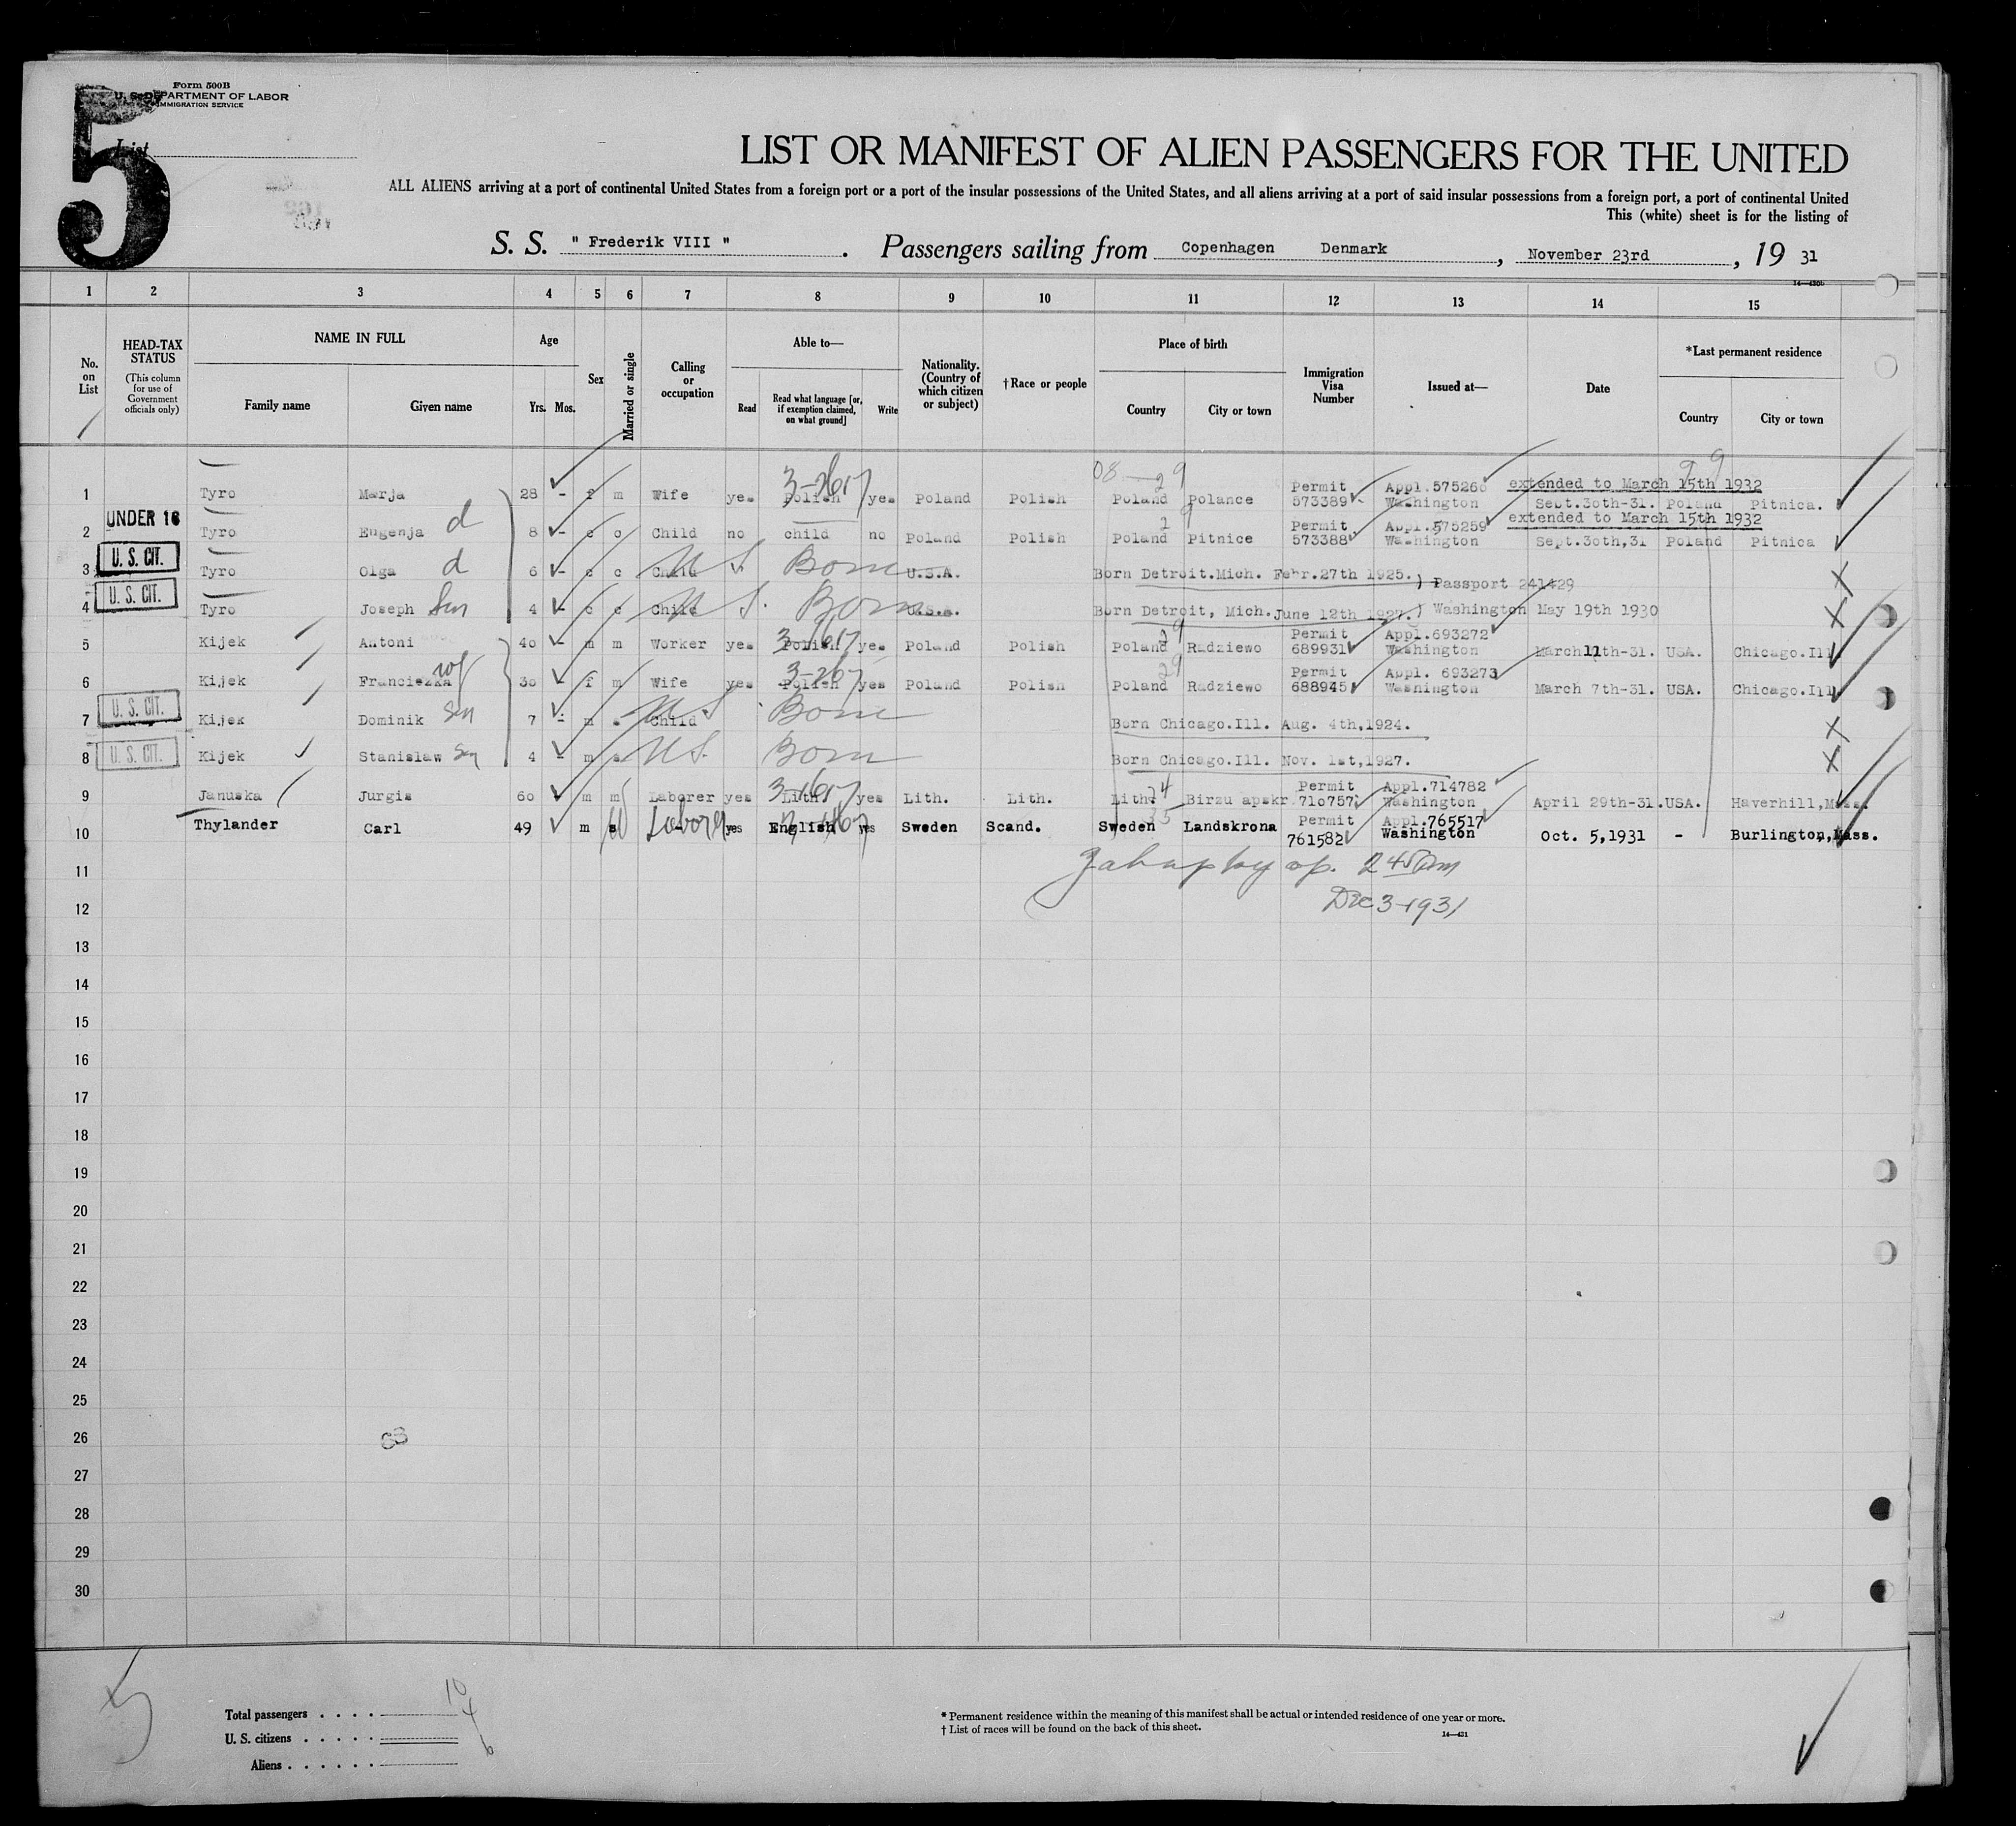 5
Form 500B
U. S. DEPARTMENT OF LABOR
IMMIGRATION SERVICE
List
LIST OR MANIFEST OF ALIEN PASSENGERS FOR THE UNITED
ALL ALIENS arriving at a port of continental United States from a foreign port or a port of the insular possessions of the United States, and all aliens arriving at a port of said insular possessions from a foreign port, a port of continental United
This (white) sheet is for the listing of
S. S. " Frederik VIII " . Passengers sailing from Copenhagen Denmark , November 23rd , 19 31
1 2 3 4 5 6 7 8 9 10 11 12 13 14 15
No. on List
HEAD-TAX STATUS
(This column for use of Government officials only)
NAME IN FULL
Family name Given name
Age
Yrs. Mos.
Sex
Married or single
Calling or occupation
Able to—
Read
Read what language [or, if exemption claimed, on what ground]
Write
Nationality. (Country of which citizen or subject)
†Race or people
Place of birth
Country City or town
Immigration Visa Number
Issued at—
Date
*Last permanent residence
Country City or town
08 – 29
1 Tyro Marja 28 - f m Wife yes Polish yes Poland Polish Poland Polance Permit 573389 Appl.575260 Washington extended to March 15th 1932 Sept.30th-31. Poland Pitnica.
2 UNDER 16 Tyro Eugenja d 8 - c c Child no child no Poland Polish Poland Pitnice Permit 573388 Appl.575259 Washington extended to March 15th 1932 Sept.30th,31 Poland Pitnica
3 U. S. CIT. Tyro Olga d 6 - c c Child US Born U.S.A. Born Detroit.Mich. Febr.27th 1925. ) Passport 241429
4 U. S. CIT. Tyro Joseph Son 4 - c c Child U S. Born U.S.A. Born Detroit, Mich.June 12th 1927. ) Washington May 19th 1930
5 Kijek Antoni 40 - m m Worker yes Polish yes Poland Polish Poland Radziewo Permit 689931 Appl.693272 Washington March 11th-31. USA. Chicago.Ill
6 Kijek Franciszka wf 30 - f m Wife yes Polish yes Poland Polish Poland Radziewo Permit 688945 Appl. 693273 Washington March 7th-31. USA. Chicago.Ill.
7 U. S. CIT. Kijek Dominik Son 7 - m s Child US Born Born Chicago.Ill. Aug. 4th,1924.
8 U. S. CIT. Kijek Stanislaw Son 4 - m s US. Born Born Chicago.Ill. Nov. 1st,1927.
9 Januska Jurgis 60 - m m Laborer yes Lith. yes Lith. Lith. Lith. Birzu apskr. Permit 710757 Appl.714782 Washington April 29th-31. USA. Haverhill,Mass.
10 Thylander Carl 49 m s Laborer yes English yes Sweden Scand. Sweden Landskrona Permit 761582 Appl.765517 Washington Oct. 5,1931 - Burlington,Mass.
11
12 Dec 3-1931
13
14
15
16
17
18
19
20
21
22
23
24
25
26
27
28
29
30
Total passengers . . . . 10
U. S. citizens . . . . . 4
Aliens . . . . . . 6
* Permanent residence within the meaning of this manifest shall be actual or intended residence of one year or more.
† List of races will be found on the back of this sheet.
14—431